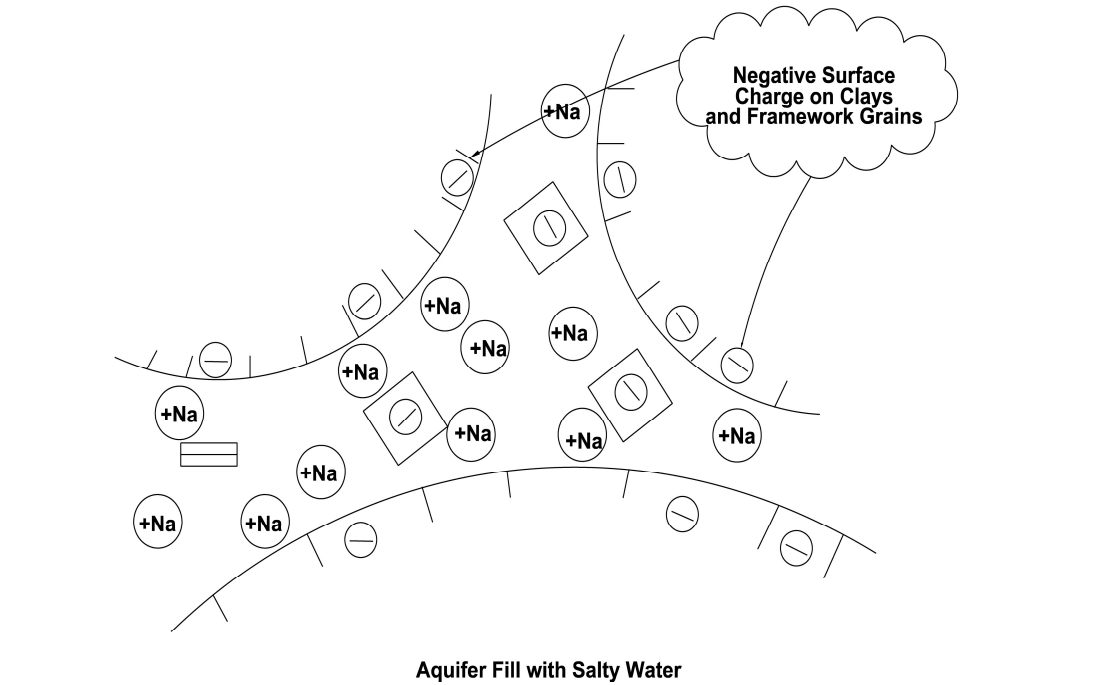 Negative Surface
Charge on Clays
and Framework Grains
+Na
+Na
+Na
+Na
+Na
+Na
+Na
+Na
+Na
+Na
+Na
+Na
Aquifer Fill with Salty Water